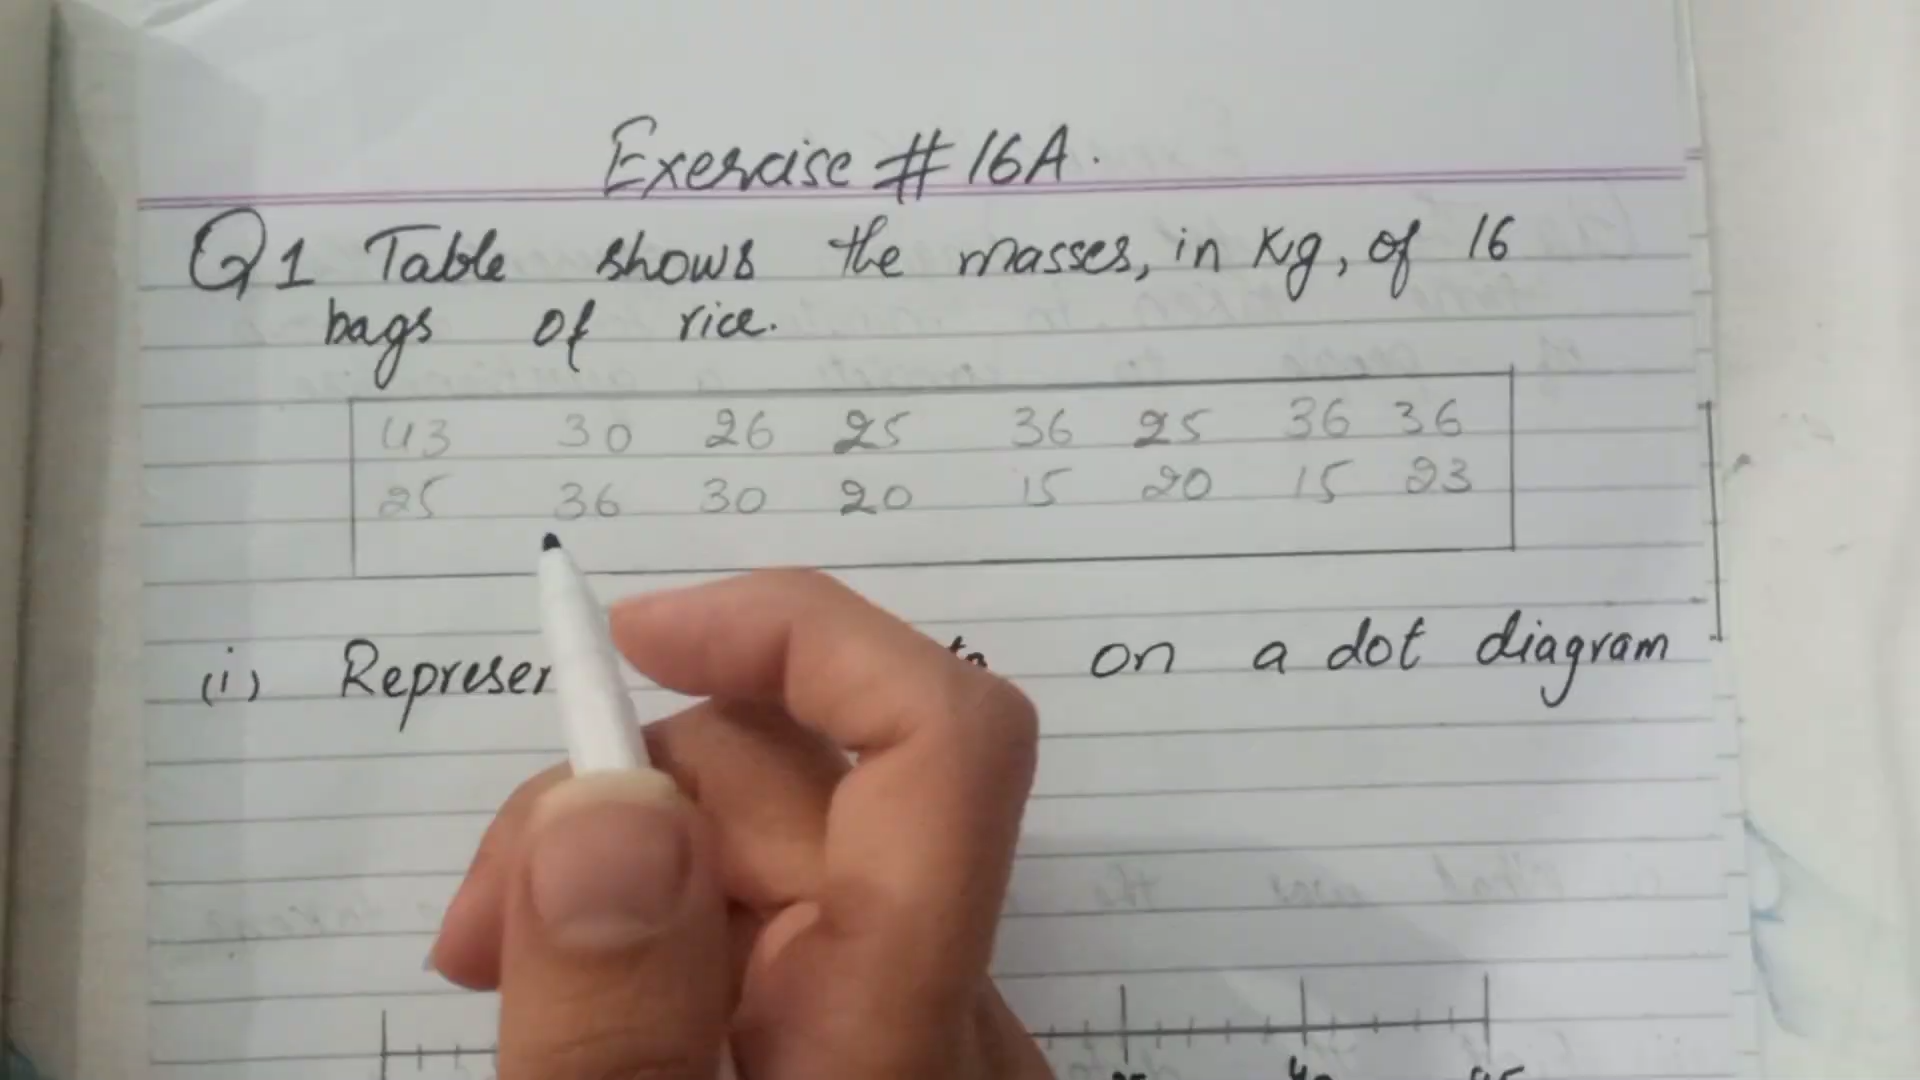 Exercise # 16A.
Q1 Table shows the masses, in Kg, of 16
bags of rice.
43 30 26 25 36 25 36 36
25 36 30 20 15 20 15 23
(i) on a dot diagram